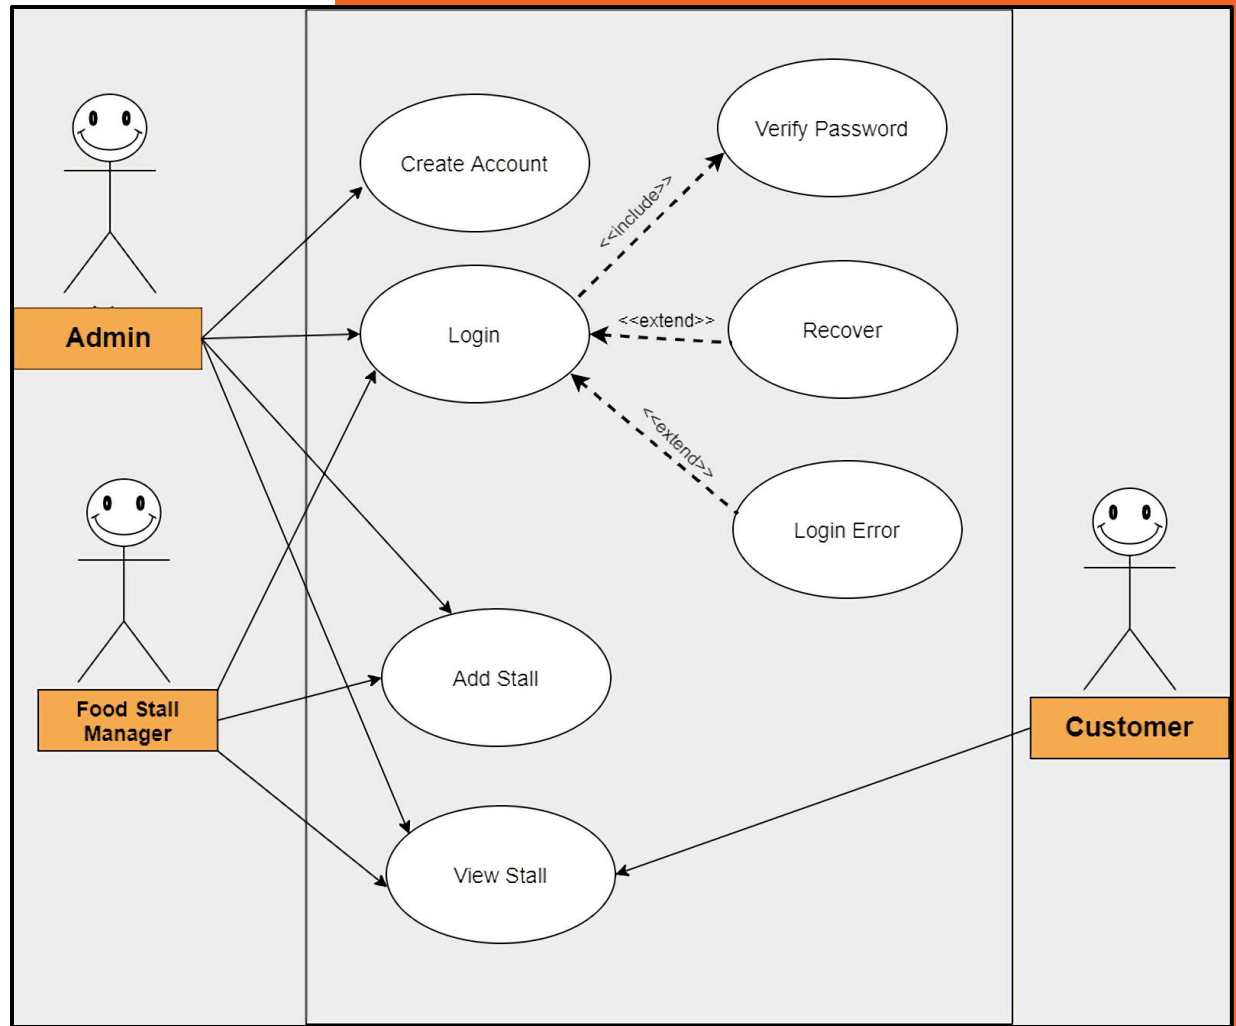 Create Account
Verify Password
<<include>>
Admin
Login
<<extend>>
Recover
<<extend>>
Login Error
Food Stall
Manager
Add Stall
Customer
View Stall